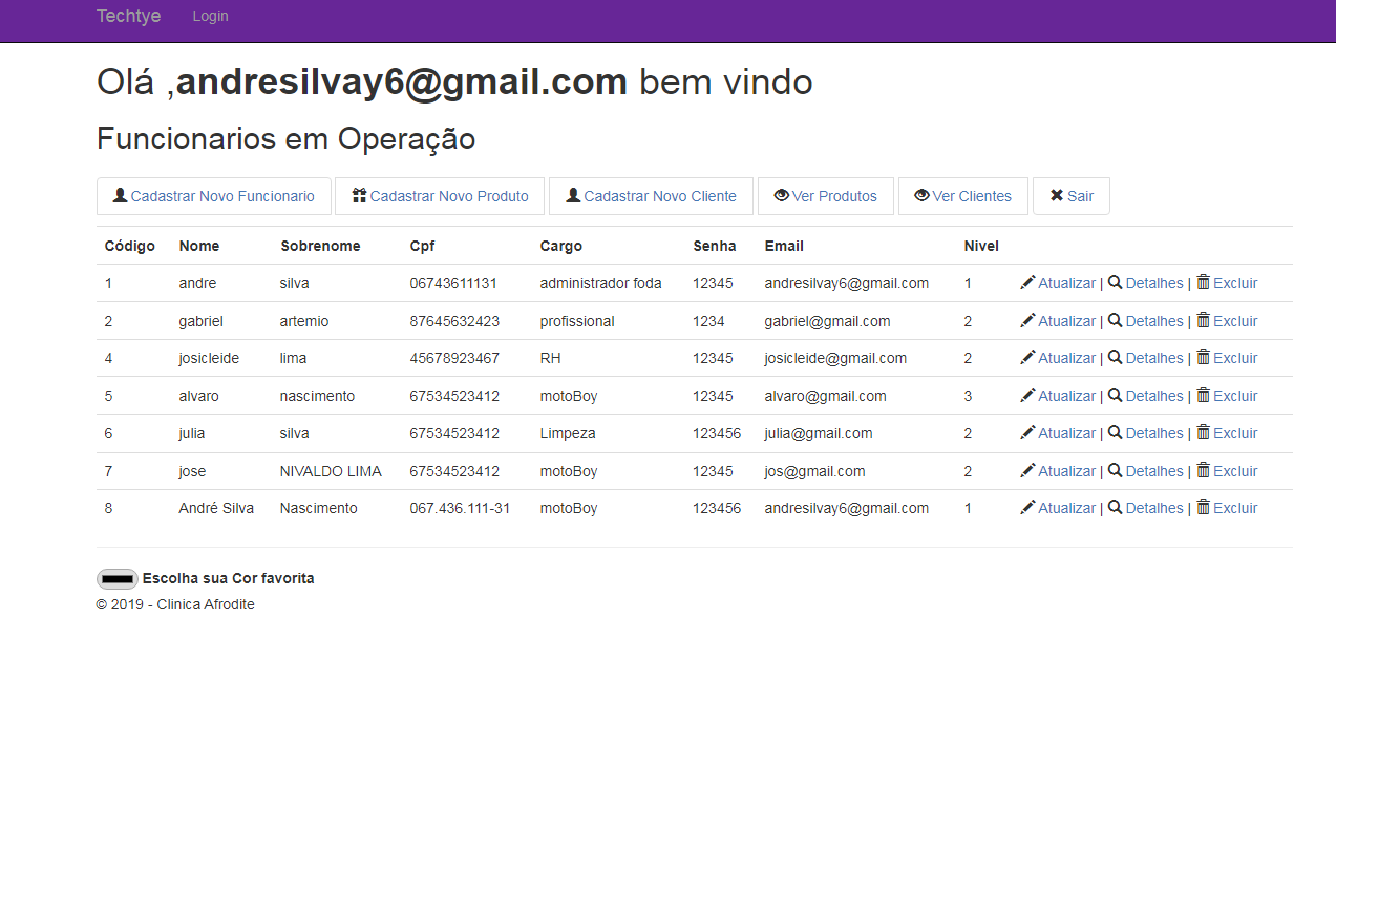 Techtye Login
Olá ,andresilvay6@gmail.com bem vindo
Funcionarios em Operação
Cadastrar Novo Funcionario Cadastrar Novo Produto Cadastrar Novo Cliente Ver Produtos Ver Clientes Sair
Código Nome Sobrenome Cpf Cargo Senha Email Nivel
1 andre silva 06743611131 administrador foda 12345 andresilvay6@gmail.com 1 Atualizar | Detalhes | Excluir
2 gabriel artemio 87645632423 profissional 1234 gabriel@gmail.com 2 Atualizar | Detalhes | Excluir
4 josicleide lima 45678923467 RH 12345 josicleide@gmail.com 2 Atualizar | Detalhes | Excluir
5 alvaro nascimento 67534523412 motoBoy 12345 alvaro@gmail.com 3 Atualizar | Detalhes | Excluir
6 julia silva 67534523412 Limpeza 123456 julia@gmail.com 2 Atualizar | Detalhes | Excluir
7 jose NIVALDO LIMA 67534523412 motoBoy 12345 jos@gmail.com 2 Atualizar | Detalhes | Excluir
8 André Silva Nascimento 067.436.111-31 motoBoy 123456 andresilvay6@gmail.com 1 Atualizar | Detalhes | Excluir
Escolha sua Cor favorita
© 2019 - Clinica Afrodite